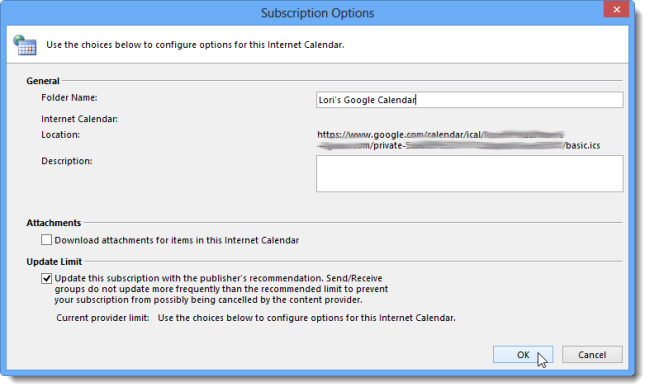 Subscription Options
Use the choices below to configure options for this Internet Calendar.
General
Folder Name:
Lori's Google Calendar
Internet Calendar:
Location:
https://www.google.com/calendar/ical/
m/private-
/basic.ics
Description:
Attachments
Download attachments for items in this Internet Calendar
Update Limit
Update this subscription with the publisher's recommendation. Send/Receive
groups do not update more frequently than the recommended limit to prevent
your subscription from possibly being cancelled by the content provider.
Current provider limit: Use the choices below to configure options for this Internet Calendar.
OK
Cancel